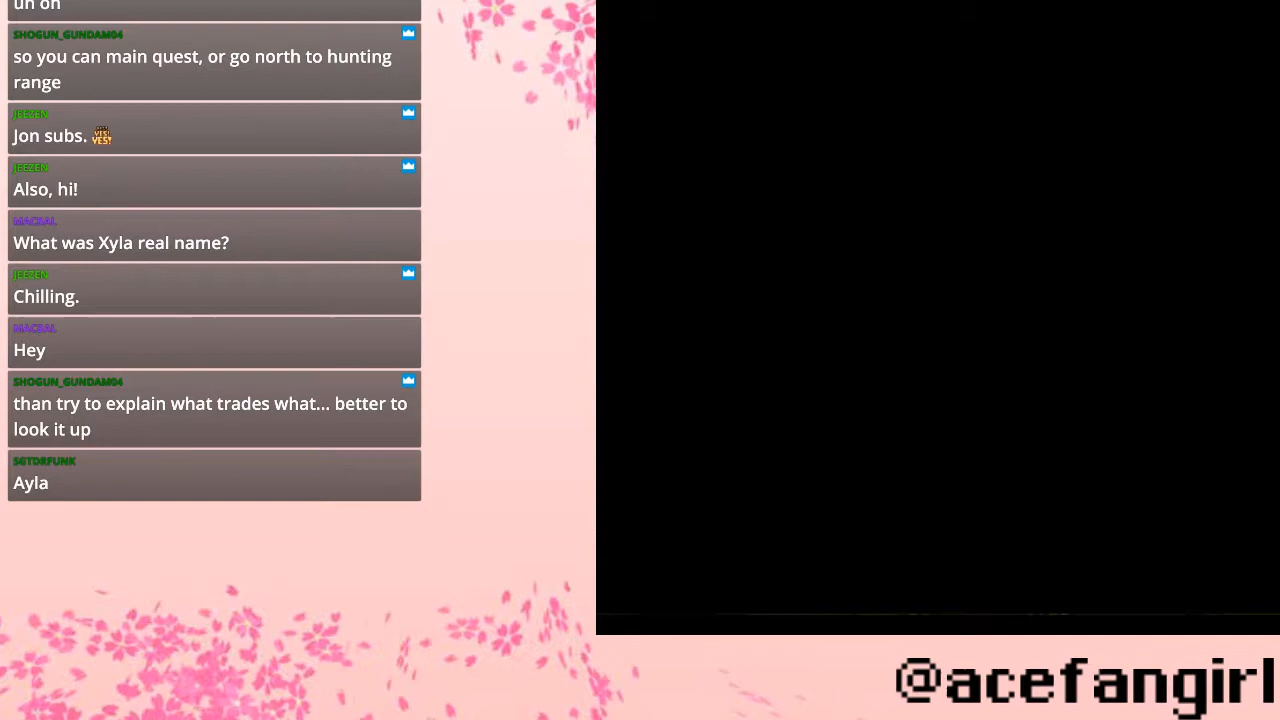 uh oh
SHOGUN_GUNDAM04
so you can main quest, or go north to hunting
range
JEEZEN
Jon subs.
JEEZEN
Also, hi!
MACBAL
What was Xyla real name?
JEEZEN
Chilling.
MACBAL
Hey
SHOGUN_GUNDAM04
than try to explain what trades what... better to
look it up
SGTDRFUNK
Ayla
@acefangirl